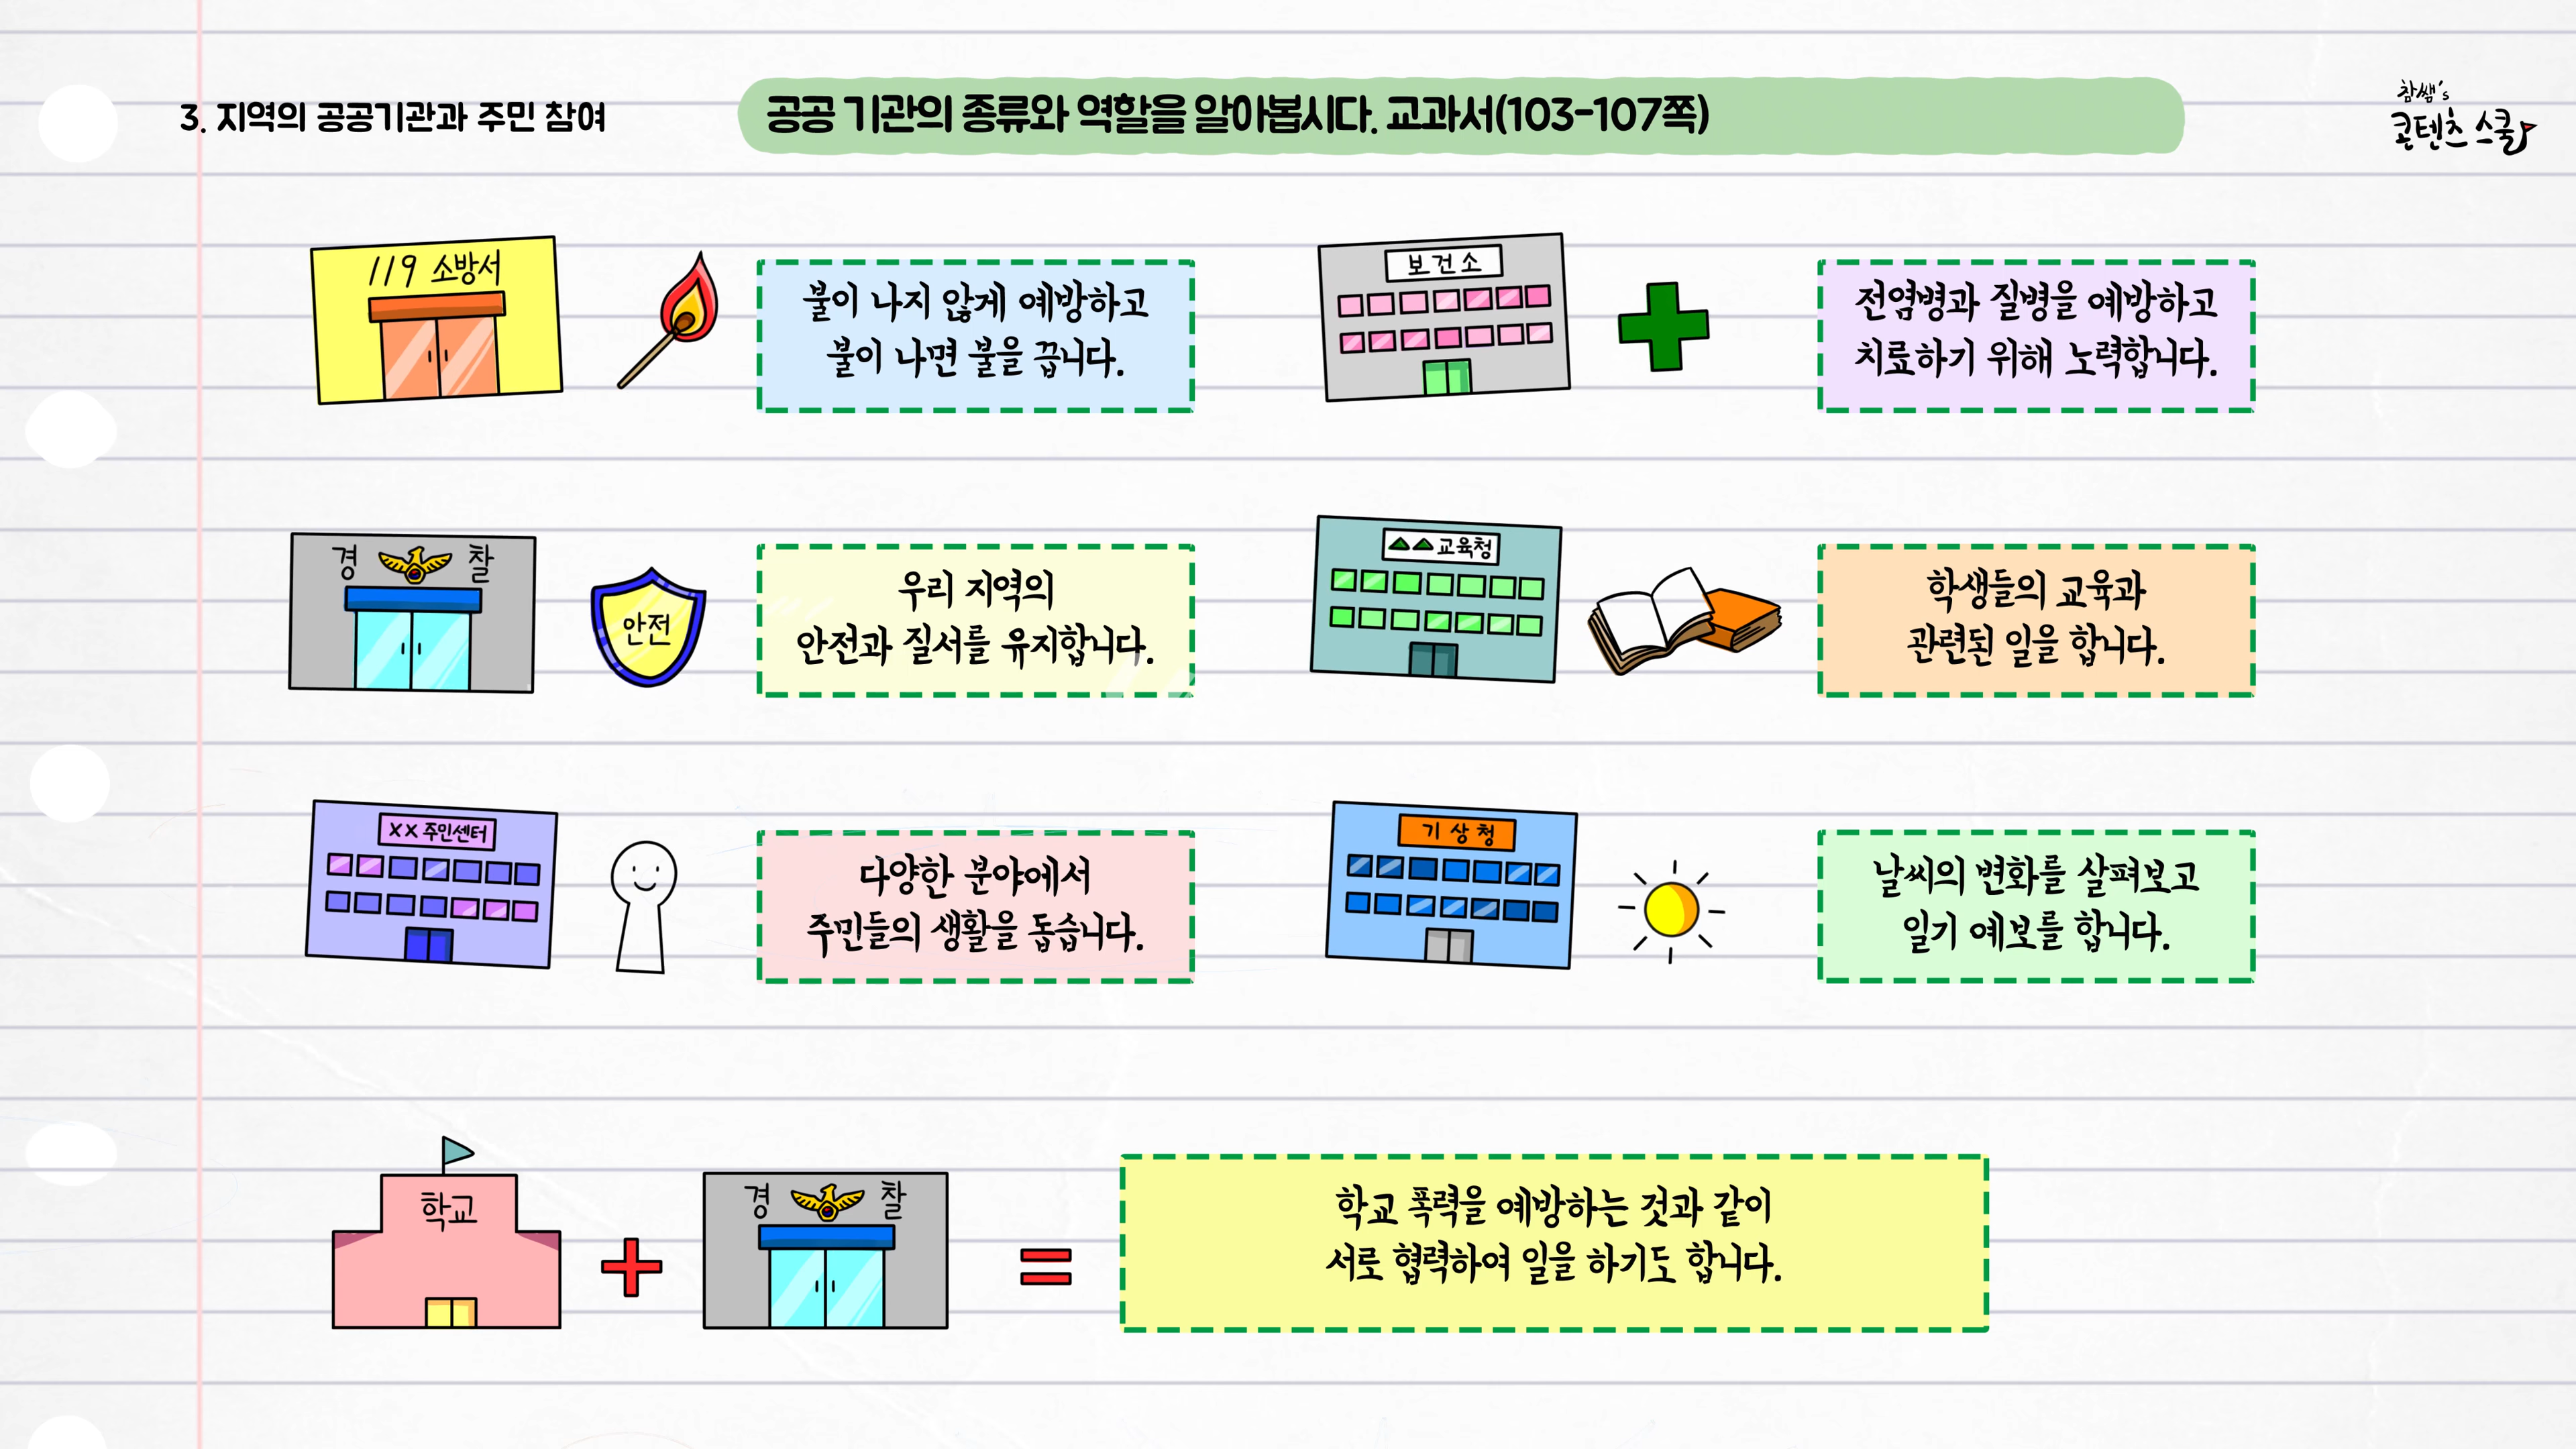 3. 지역의 공공기관과 주민 참여
공공 기관의 종류와 역할을 알아봅시다. 교과서(103-107쪽)
참쌤's
콘텐츠 스쿨
119 소방서
불이 나지 않게 예방하고
불이 나면 불을 끕니다.
보건소
전염병과 질병을 예방하고
치료하기 위해 노력합니다.
경 찰
안전
우리 지역의
안전과 질서를 유지합니다.
▲▲교육청
학생들의 교육과
관련된 일을 합니다.
XX 주민센터
다양한 분야에서
주민들의 생활을 돕습니다.
기상청
날씨의 변화를 살펴보고
일기 예보를 합니다.
학교
+
경 찰
=
학교 폭력을 예방하는 것과 같이
서로 협력하여 일을 하기도 합니다.